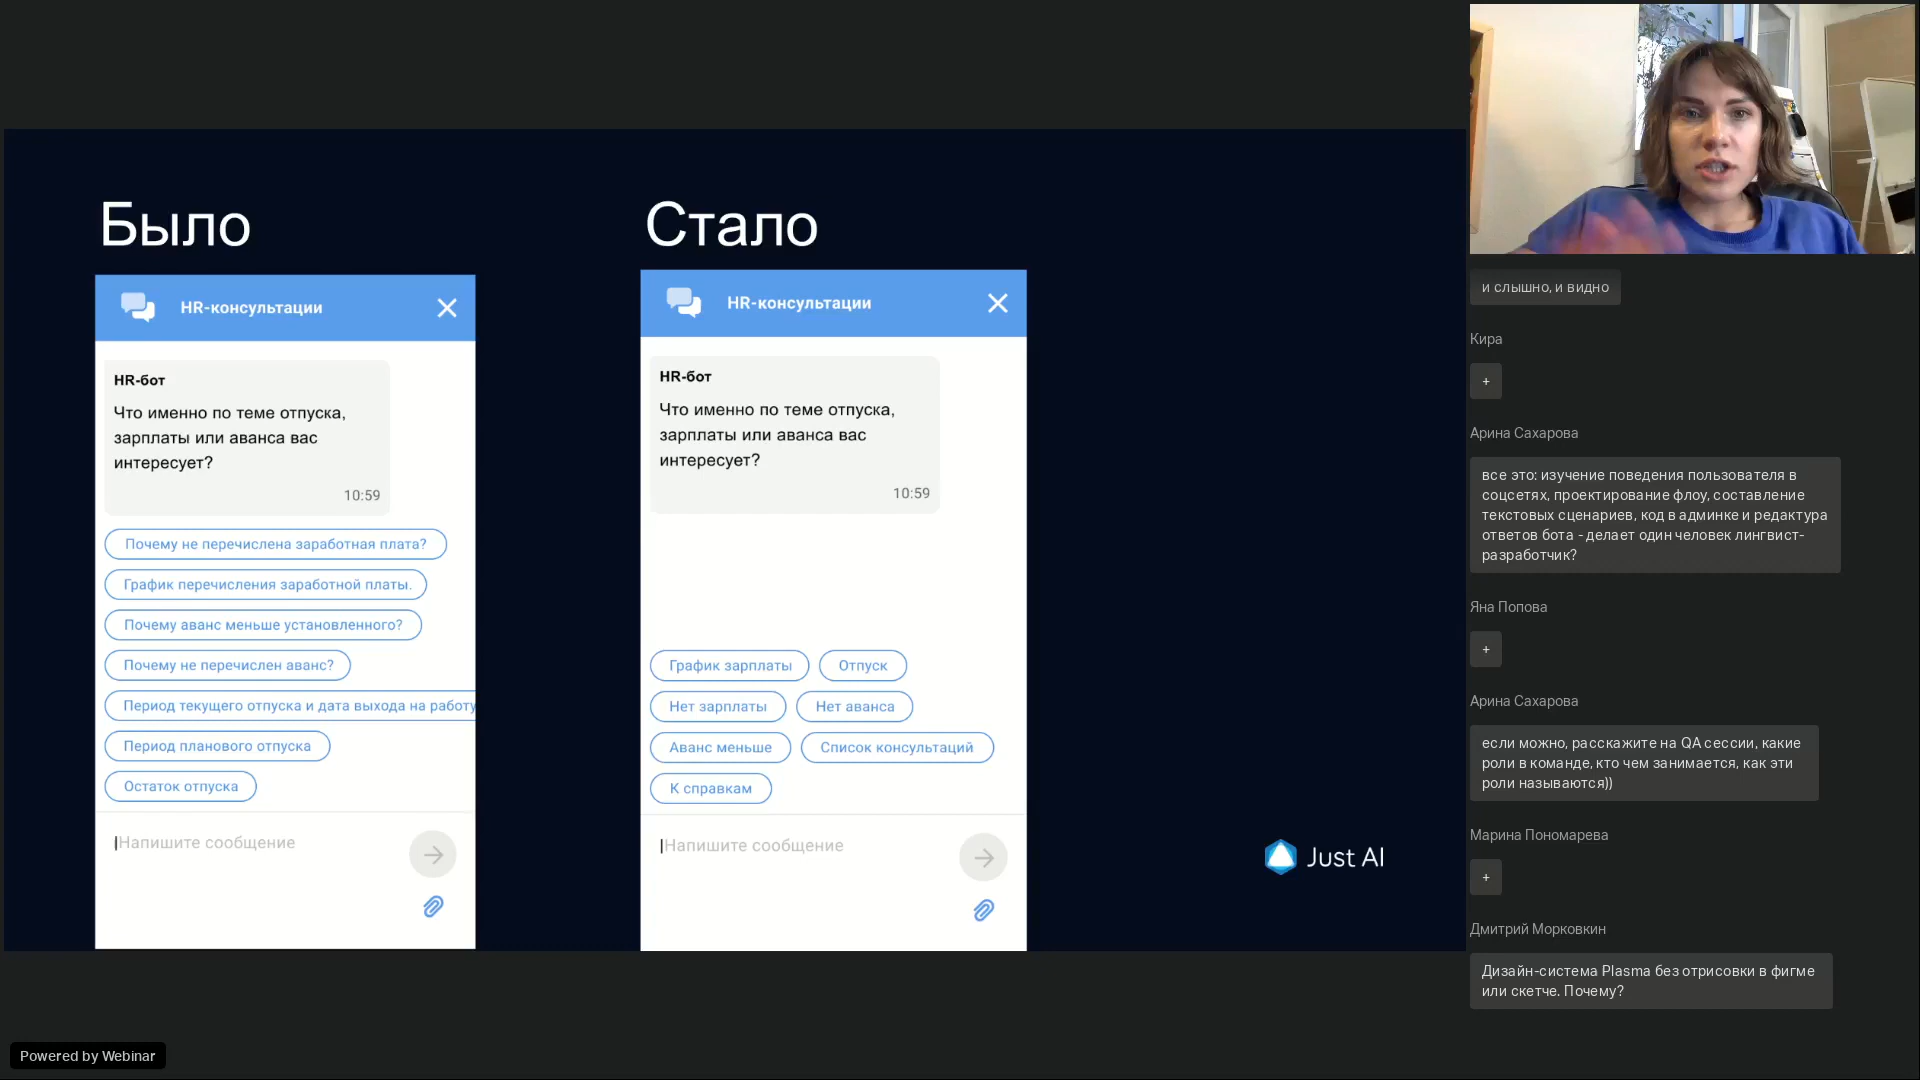 Было
HR-консультации
HR-бот
Что именно по теме отпуска,
зарплаты или аванса вас
интересует?
10:59
Почему не перечислена заработная плата?
График перечисления заработной платы.
Почему аванс меньше установленного?
Почему не перечислен аванс?
Период текущего отпуска и дата выхода на работу
Период планового отпуска
Остаток отпуска
Напишите сообщение
Стало
HR-консультации
HR-бот
Что именно по теме отпуска,
зарплаты или аванса вас
интересует?
10:59
График зарплаты
Отпуск
Нет зарплаты
Нет аванса
Аванс меньше
Список консультаций
К справкам
Напишите сообщение
Just AI
и слышно, и видно
Кира
+
Арина Сахарова
все это: изучение поведения пользователя в
соцсетях, проектирование флоу, составление
текстовых сценариев, код в админке и редактура
ответов бота - делает один человек лингвист-
разработчик?
Яна Попова
+
Арина Сахарова
если можно, расскажите на QA сессии, какие
роли в команде, кто чем занимается, как эти
роли называются))
Марина Пономарева
+
Дмитрий Морковкин
Дизайн-система Plasma без отрисовки в фигме
или скетче. Почему?
Powered by Webinar